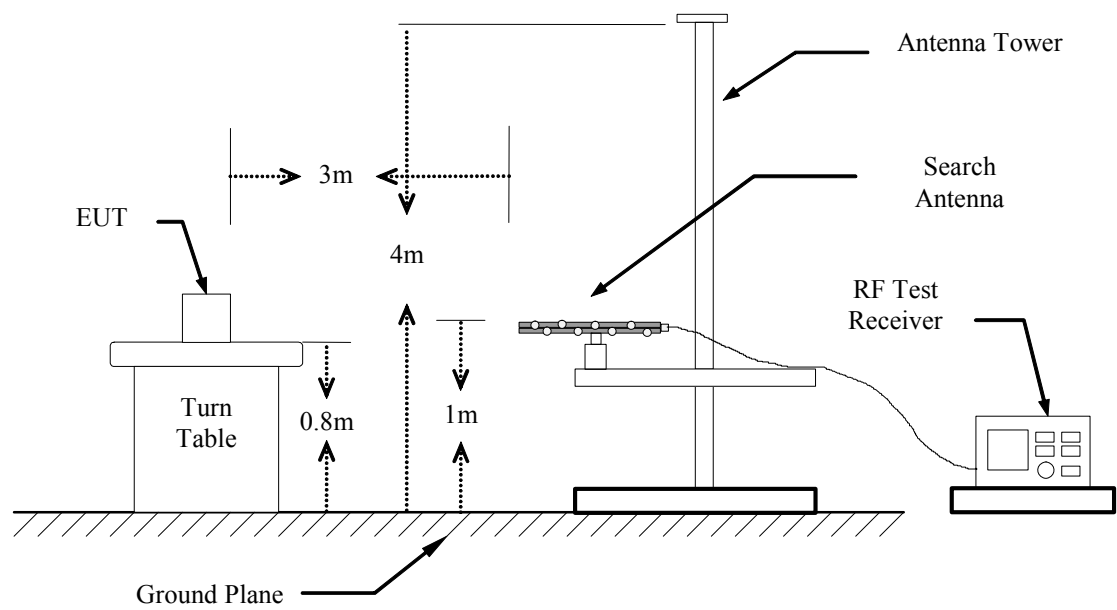 Antenna Tower
3m
Search
Antenna
EUT
4m
RF Test
Receiver
Turn
Table
0.8m
1m
Ground Plane